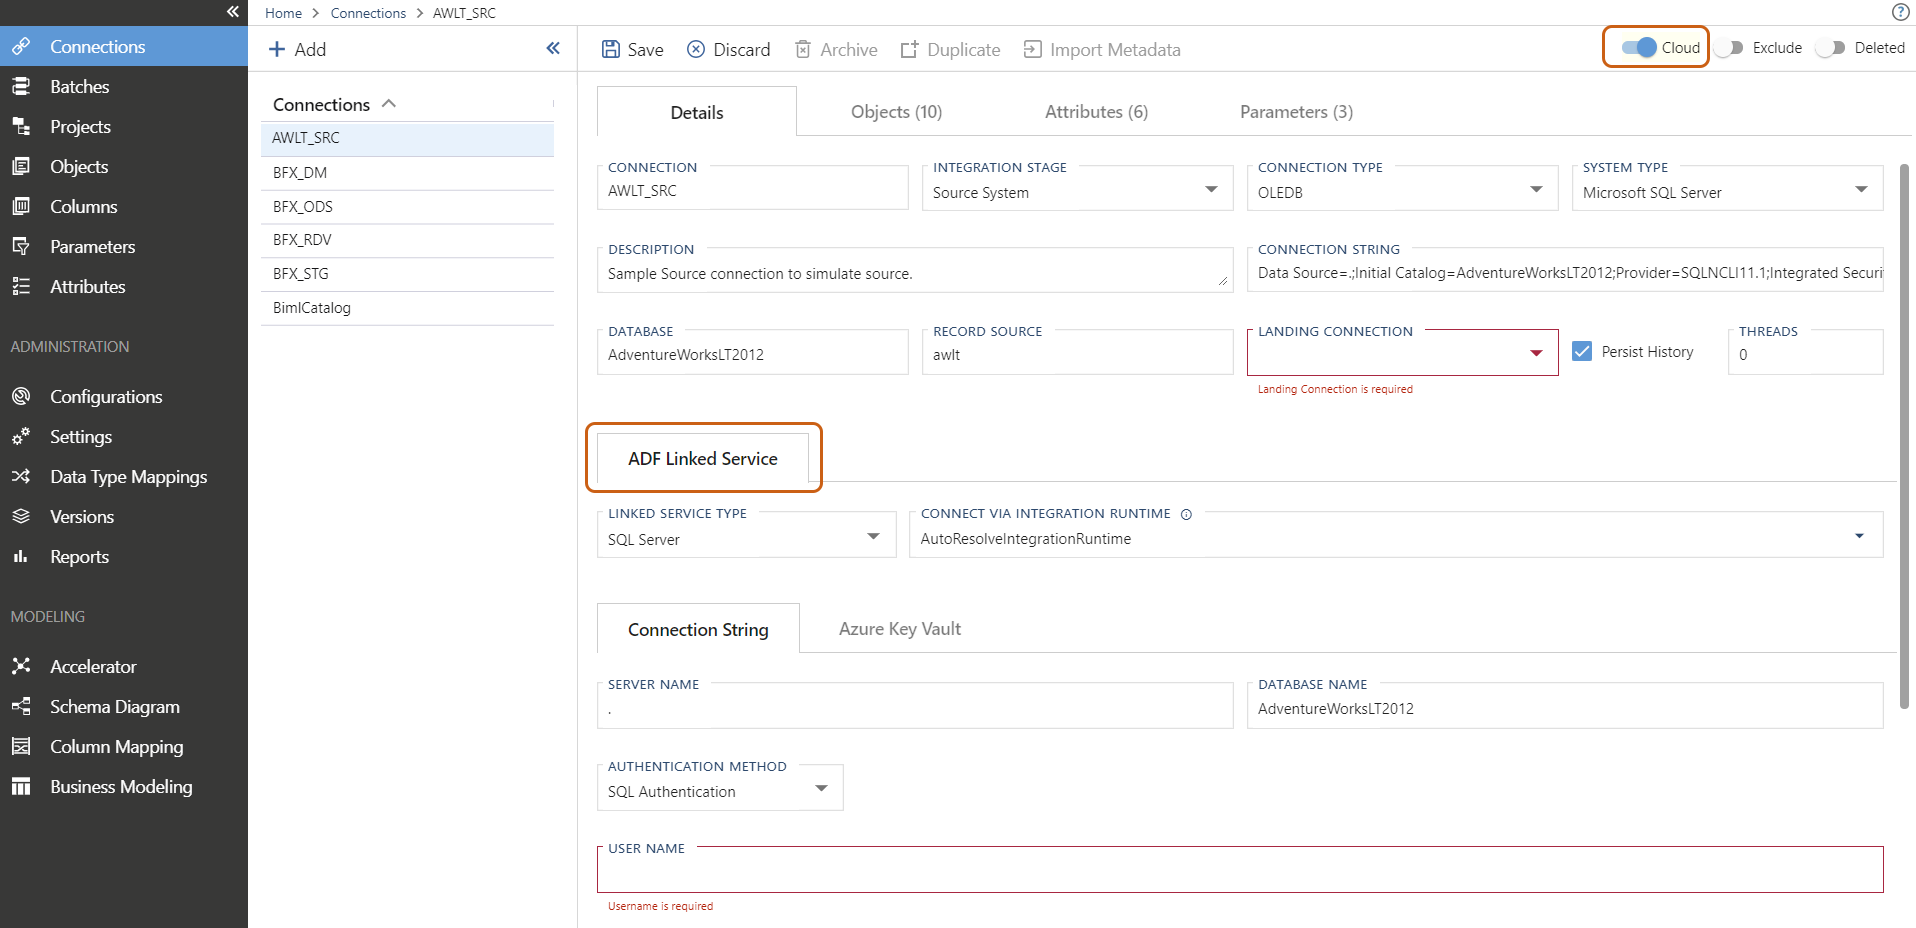 Home > Connections > AWLT_SRC
Connections
Batches
Projects
Objects
Columns
Parameters
Attributes
ADMINISTRATION
Configurations
Settings
Data Type Mappings
Versions
Reports
MODELING
Accelerator
Schema Diagram
Column Mapping
Business Modeling
Add
Connections
AWLT_SRC
BFX_DM
BFX_ODS
BFX_RDV
BFX_STG
BimlCatalog
Save Discard Archive Duplicate Import Metadata
Cloud Exclude Deleted
Details Objects (10) Attributes (6) Parameters (3)
CONNECTION
AWLT_SRC
INTEGRATION STAGE
Source System
CONNECTION TYPE
OLEDB
SYSTEM TYPE
Microsoft SQL Server
DESCRIPTION
Sample Source connection to simulate source.
CONNECTION STRING
Data Source=.;Initial Catalog=AdventureWorksLT2012;Provider=SQLNCLI11.1;Integrated Securi
DATABASE
AdventureWorksLT2012
RECORD SOURCE
awlt
LANDING CONNECTION
Landing Connection is required
Persist History
THREADS
0
ADF Linked Service
LINKED SERVICE TYPE
SQL Server
CONNECT VIA INTEGRATION RUNTIME
AutoResolveIntegrationRuntime
Connection String Azure Key Vault
SERVER NAME
.
DATABASE NAME
AdventureWorksLT2012
AUTHENTICATION METHOD
SQL Authentication
USER NAME
Username is required